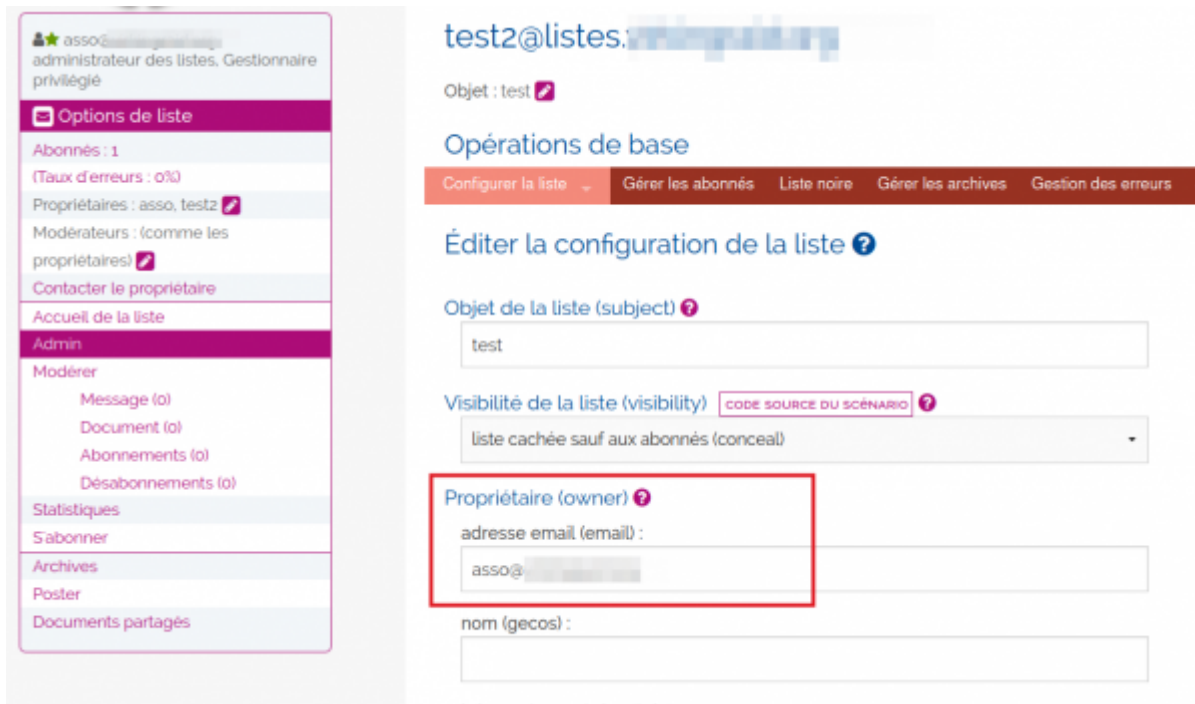 asso@
administrateur des listes, Gestionnaire
privilégié
Options de liste
Abonnés : 1
(Taux d'erreurs : 0%)
Propriétaires : asso, test2
Modérateurs : (comme les
propriétaires)
Contacter le propriétaire
Accueil de la liste
Admin
Modérer
Message (0)
Document (0)
Abonnements (0)
Désabonnements (0)
Statistiques
S'abonner
Archives
Poster
Documents partagés
test2@listes.
Objet : test
Opérations de base
Configurer la liste Gérer les abonnés Liste noire Gérer les archives Gestion des erreurs
Éditer la configuration de la liste ?
Objet de la liste (subject) ?
test
Visibilité de la liste (visibility) CODE SOURCE DU SCÉNARIO ?
liste cachée sauf aux abonnés (conceal)
Propriétaire (owner) ?
adresse email (email) :
asso@
nom (gecos) :